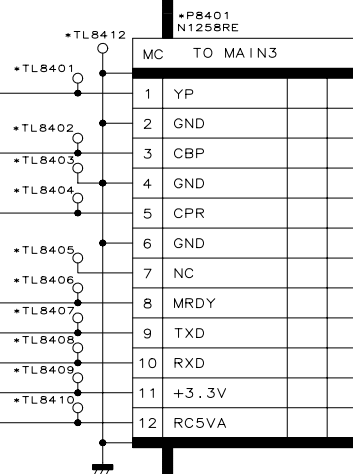 *P8401
N1258RE
*TL8412
MC TO MAIN3
*TL8401
1 YP
2 GND
*TL8402
3 CBP
*TL8403
4 GND
*TL8404
5 CPR
6 GND
*TL8405
7 NC
*TL8406
8 MRDY
*TL8407
9 TXD
*TL8408
10 RXD
*TL8409
11 +3.3V
*TL8410
12 RC5VA